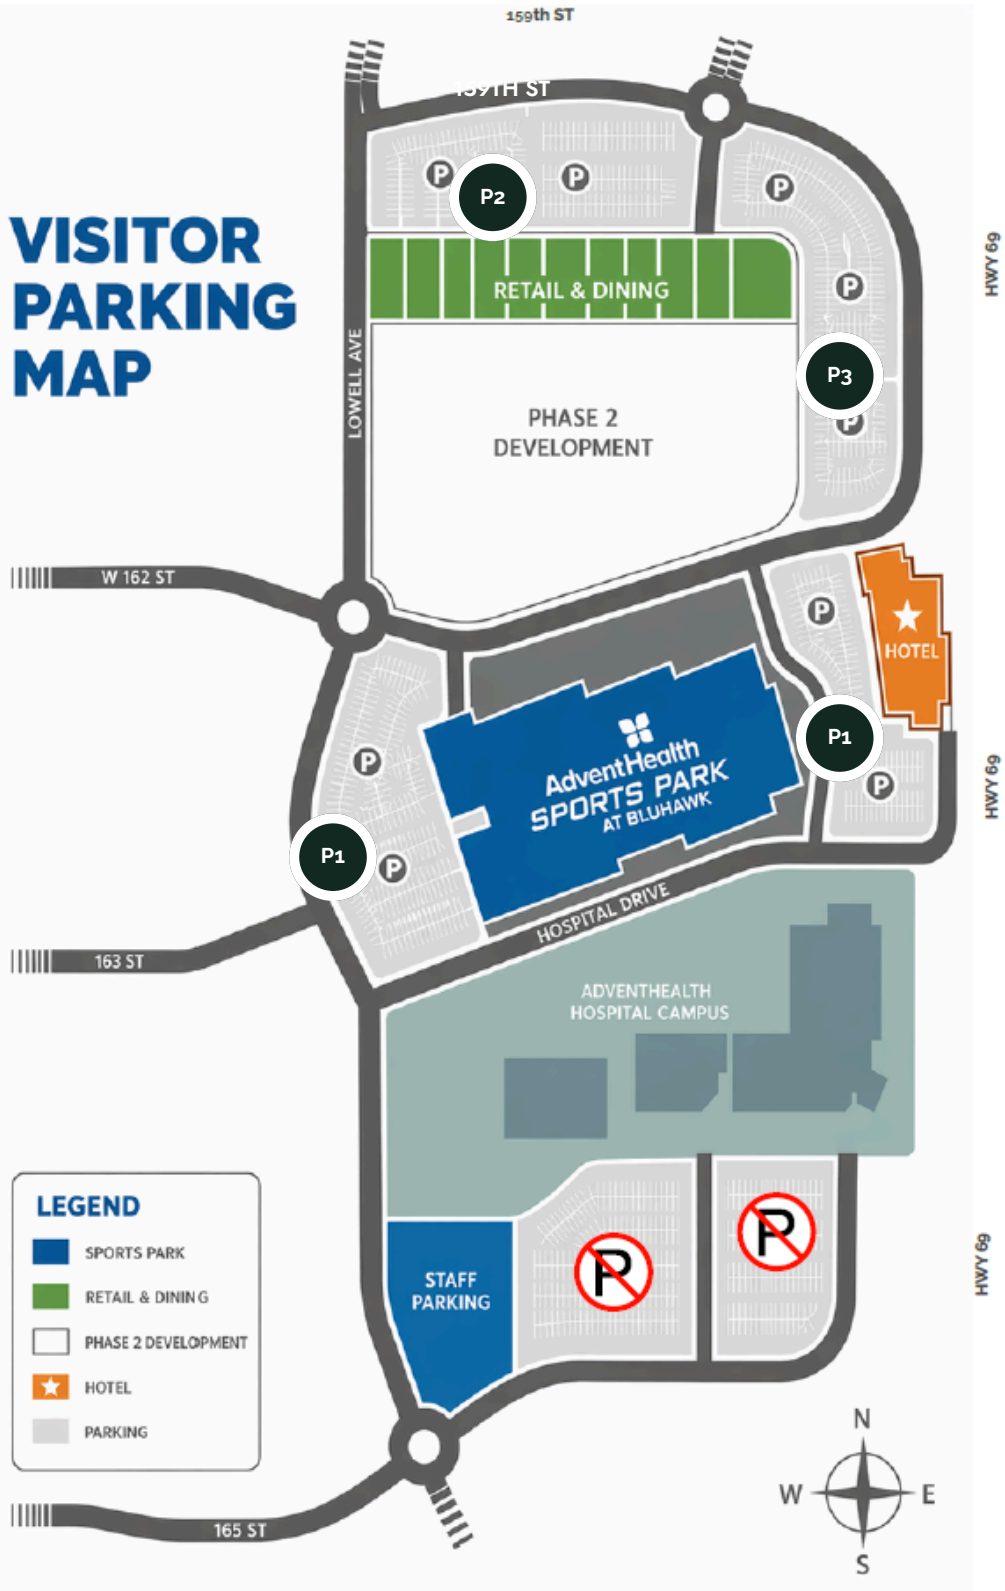 159th ST
159TH ST
P
P2
P
P
VISITOR
PARKING
MAP
HWY 69
P
RETAIL & DINING
LOWELL AVE
P3
P
PHASE 2
DEVELOPMENT
W 162 ST
P
HOTEL
AdventHealth
SPORTS PARK
AT BLUHAWK
P
P1
P
HWY 69
P1
P
HOSPITAL DRIVE
163 ST
ADVENTHEALTH
HOSPITAL CAMPUS
LEGEND
SPORTS PARK
RETAIL & DINING
PHASE 2 DEVELOPMENT
HOTEL
PARKING
STAFF
PARKING
P
P
HWY 69
N
W
E
S
165 ST